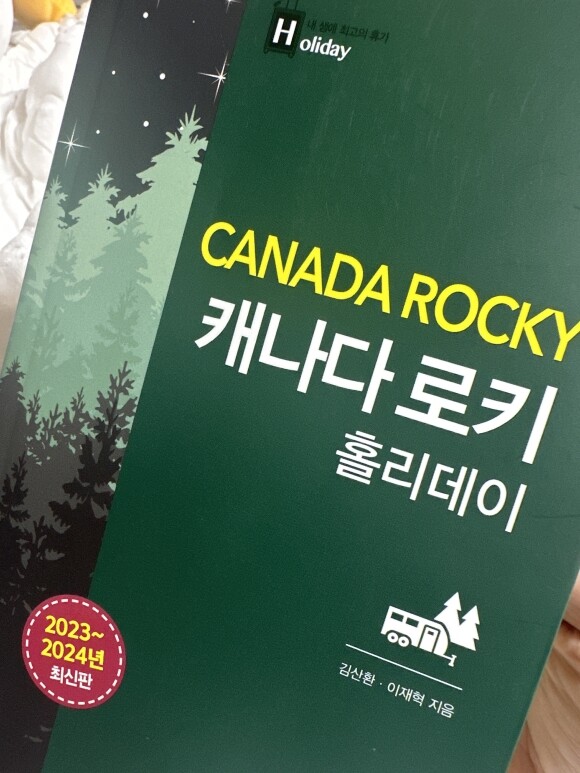 내 생애 최고의 휴가
Holiday
CANADA ROCKY
캐나다 로키
홀리데이
2023~
2024년
최신판
김산환 · 이재혁 지음